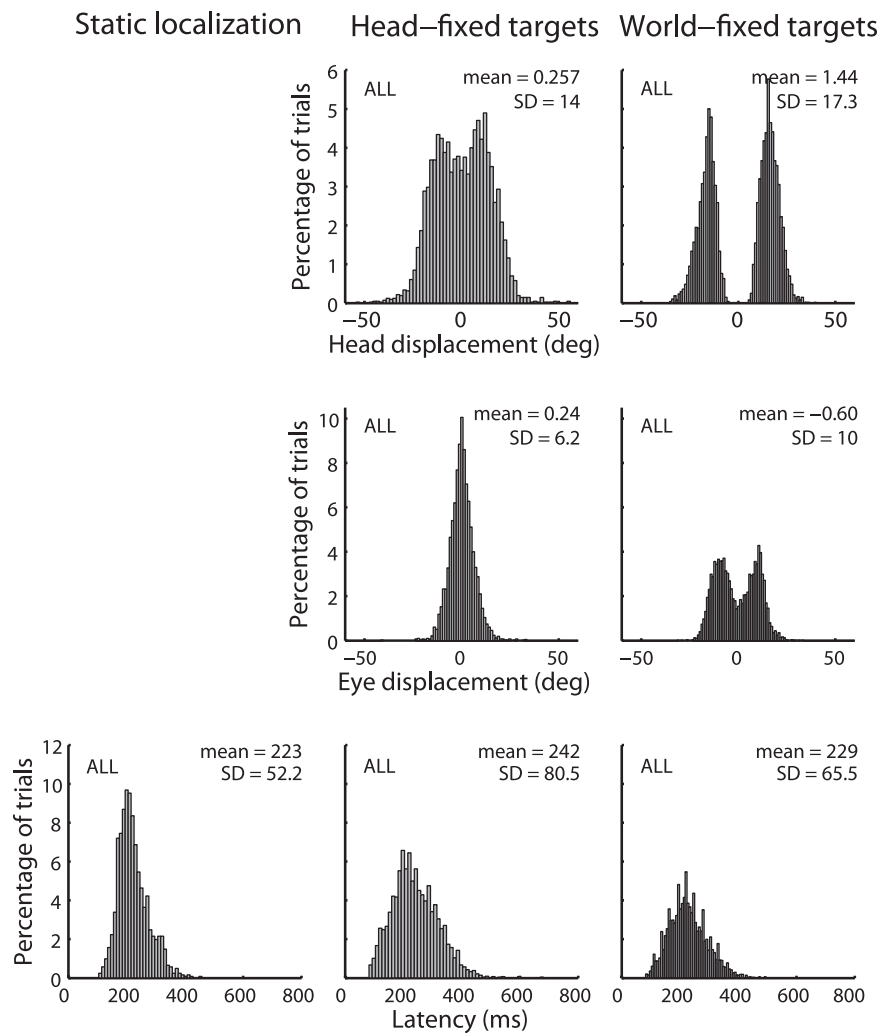 Static localization Head–fixed targets World–fixed targets
6 5 4 3 2 1 0
Percentage of trials
ALL
mean = 0.257
SD = 14
ALL
mean = 1.44
SD = 17.3
−50 0 50 −50 0 50
Head displacement (deg)
10 8 6 4 2 0
Percentage of trials
ALL
mean = 0.24
SD = 6.2
ALL
mean = −0.60
SD = 10
−50 0 50 −50 0 50
Eye displacement (deg)
12 10 8 6 4 2 0
Percentage of trials
ALL
mean = 223
SD = 52.2
ALL
mean = 242
SD = 80.5
ALL
mean = 229
SD = 65.5
0 200 400 600 800 0 200 400 600 800 0 200 400 600 800
Latency (ms)